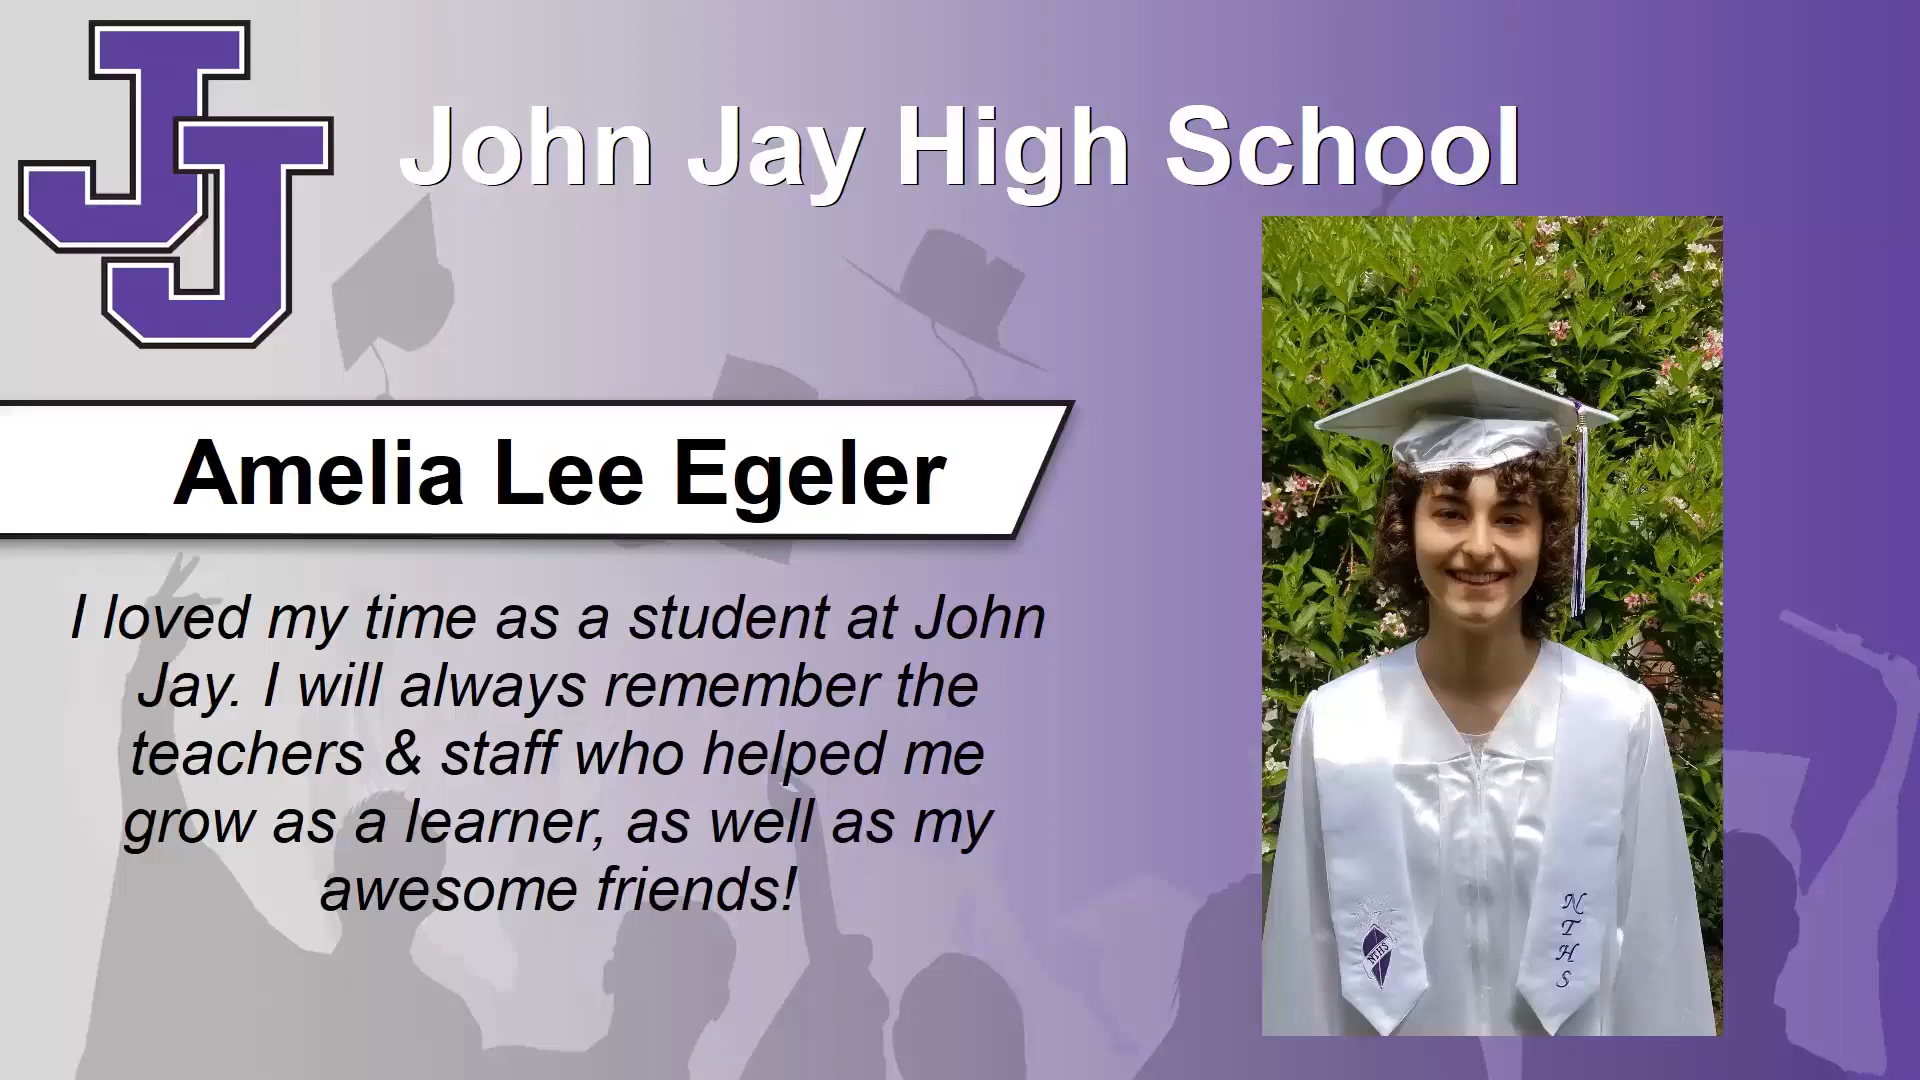 JJ
John Jay High School
Amelia Lee Egeler
I loved my time as a student at John
Jay. I will always remember the
teachers & staff who helped me
grow as a learner, as well as my
awesome friends!
NTHS
N
T
H
S